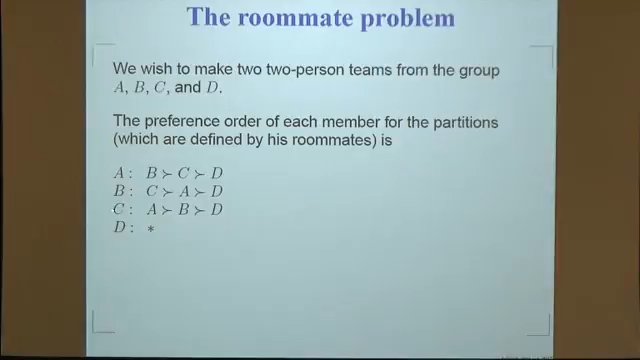 The roommate problem
We wish to make two two-person teams from the group
A, B, C, and D.
The preference order of each member for the partitions
(which are defined by his roommates) is
A : B ≻ C ≻ D
B : C ≻ A ≻ D
C : A ≻ B ≻ D
D : *